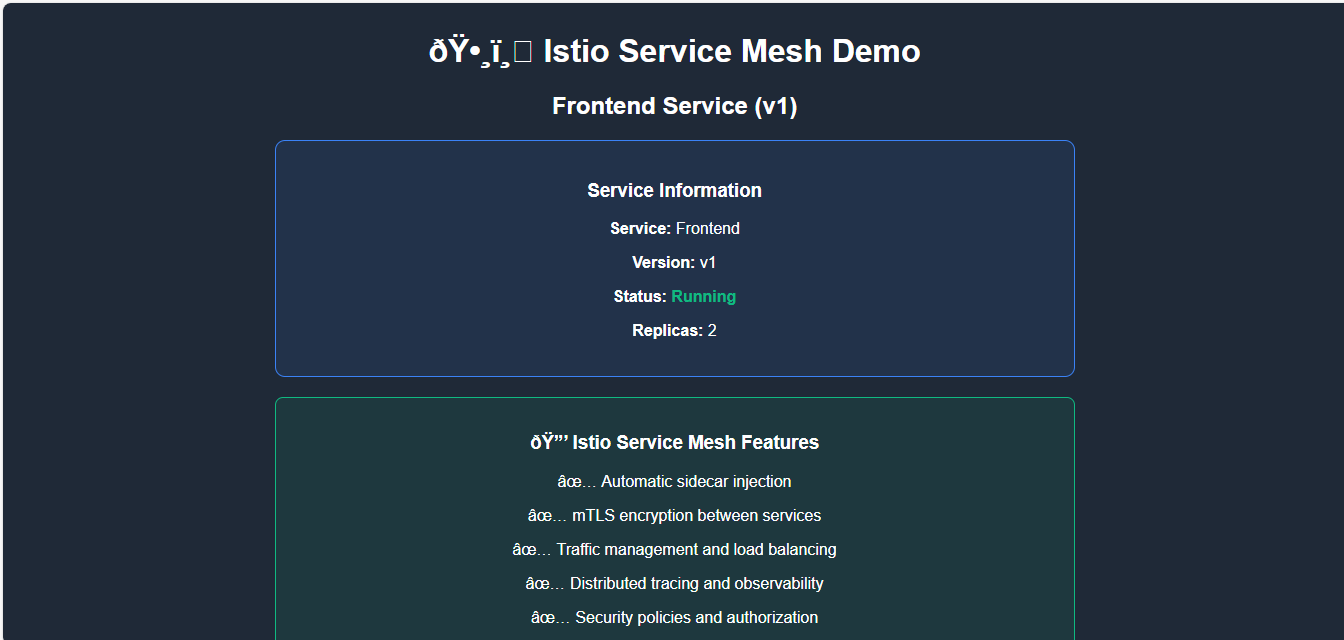 ðŸ•¸ï¸□ Istio Service Mesh Demo
Frontend Service (v1)
Service Information
Service: Frontend
Version: v1
Status: Running
Replicas: 2
ðŸ”’ Istio Service Mesh Features
âœ… Automatic sidecar injection
âœ… mTLS encryption between services
âœ… Traffic management and load balancing
âœ… Distributed tracing and observability
âœ… Security policies and authorization